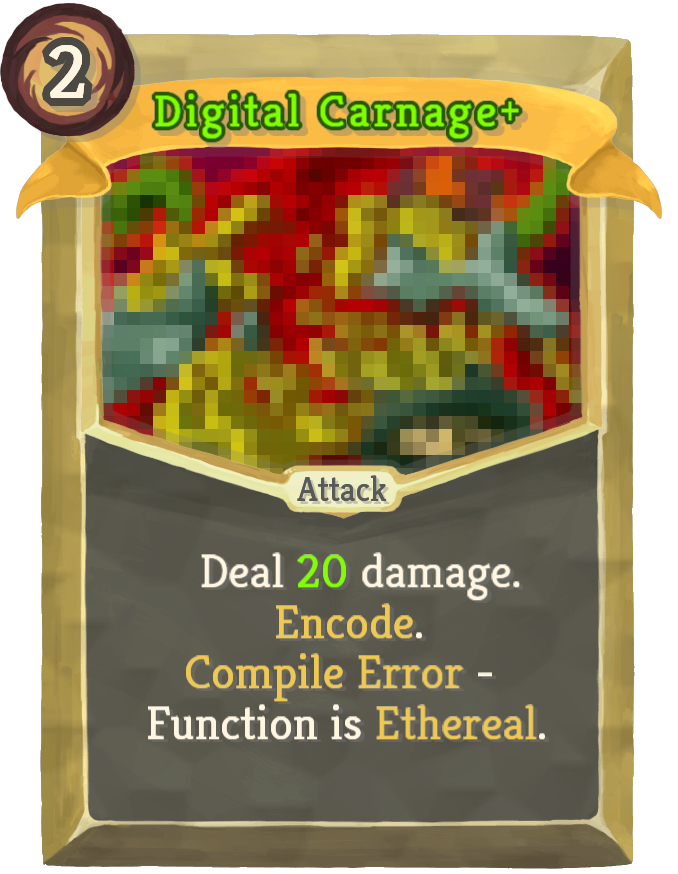 2
Digital Carnage+
Attack
Deal 20 damage.
Encode.
Compile Error -
Function is Ethereal.